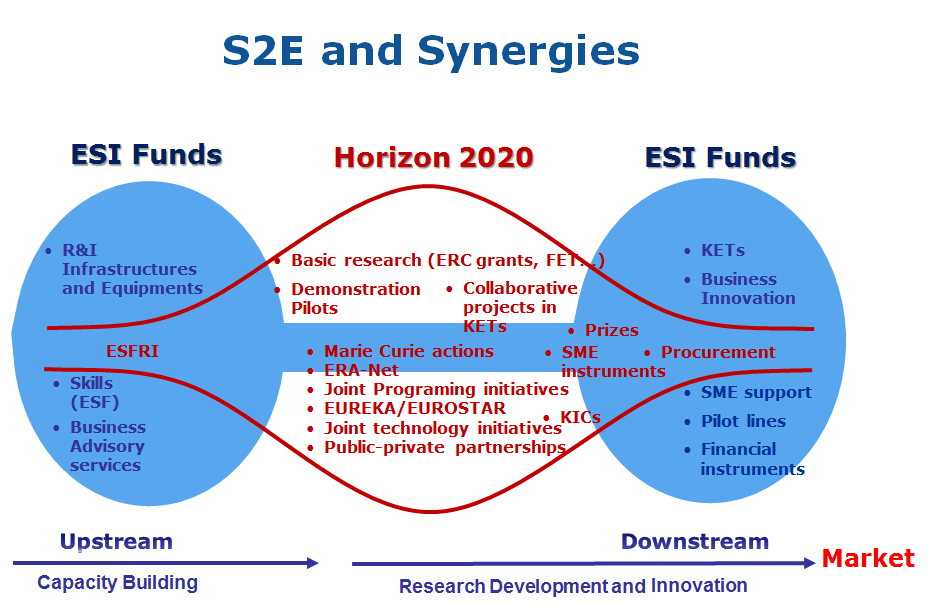 S2E and Synergies
ESI Funds
Horizon 2020
ESI Funds
• R&I
Infrastructures
and Equipments
• Basic research (ERC grants, FET...)
• Demonstration
Pilots
• Collaborative
projects in
KETs
• KETs
• Business
Innovation
• Prizes
ESFRI
• Marie Curie actions
• ERA-Net
• Joint Programing initiatives
• EUREKA/EUROSTAR
• Joint technology initiatives
• Public-private partnerships
• SME
instruments
• Procurement
• KICs
• Skills
(ESF)
• Business
Advisory
services
• SME support
• Pilot lines
• Financial
instruments
Upstream
Downstream
Market
Capacity Building
Research Development and Innovation